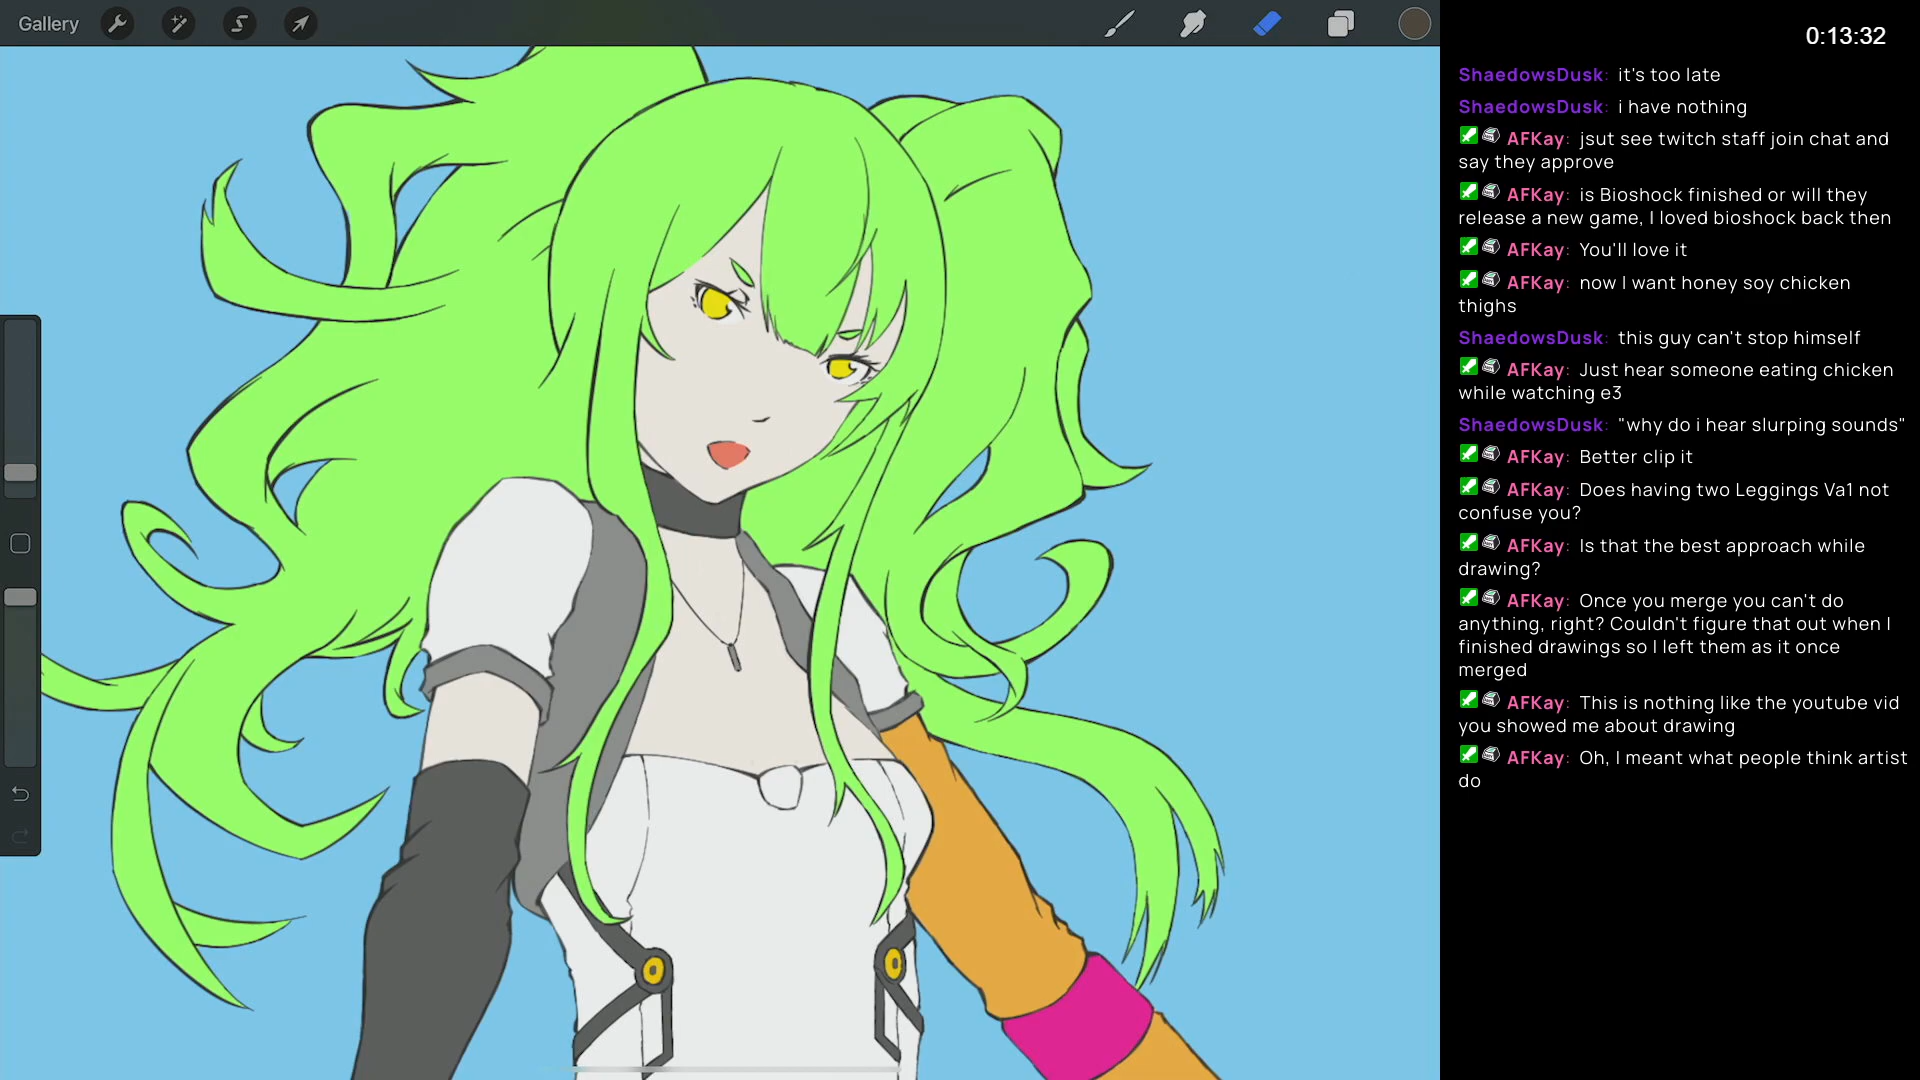 Gallery
0:13:32
ShaedowsDusk: it's too late
ShaedowsDusk: i have nothing
AFKay: jsut see twitch staff join chat and
say they approve
AFKay: is Bioshock finished or will they
release a new game, I loved bioshock back then
AFKay: You'll love it
AFKay: now I want honey soy chicken
thighs
ShaedowsDusk: this guy can't stop himself
AFKay: Just hear someone eating chicken
while watching e3
ShaedowsDusk: "why do i hear slurping sounds"
AFKay: Better clip it
AFKay: Does having two Leggings Va1 not
confuse you?
AFKay: Is that the best approach while
drawing?
AFKay: Once you merge you can't do
anything, right? Couldn't figure that out when I
finished drawings so I left them as it once
merged
AFKay: This is nothing like the youtube vid
you showed me about drawing
AFKay: Oh, I meant what people think artist
do